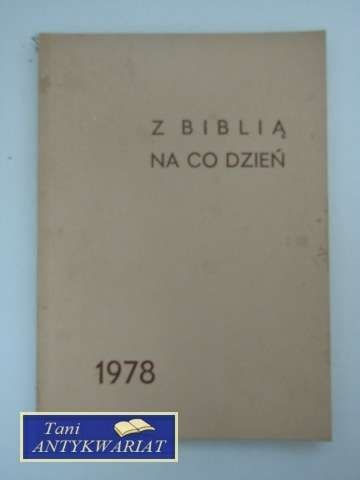 Z BIBLIĄ
NA CO DZIEŃ
1978
Tani
ANTYKWARIAT